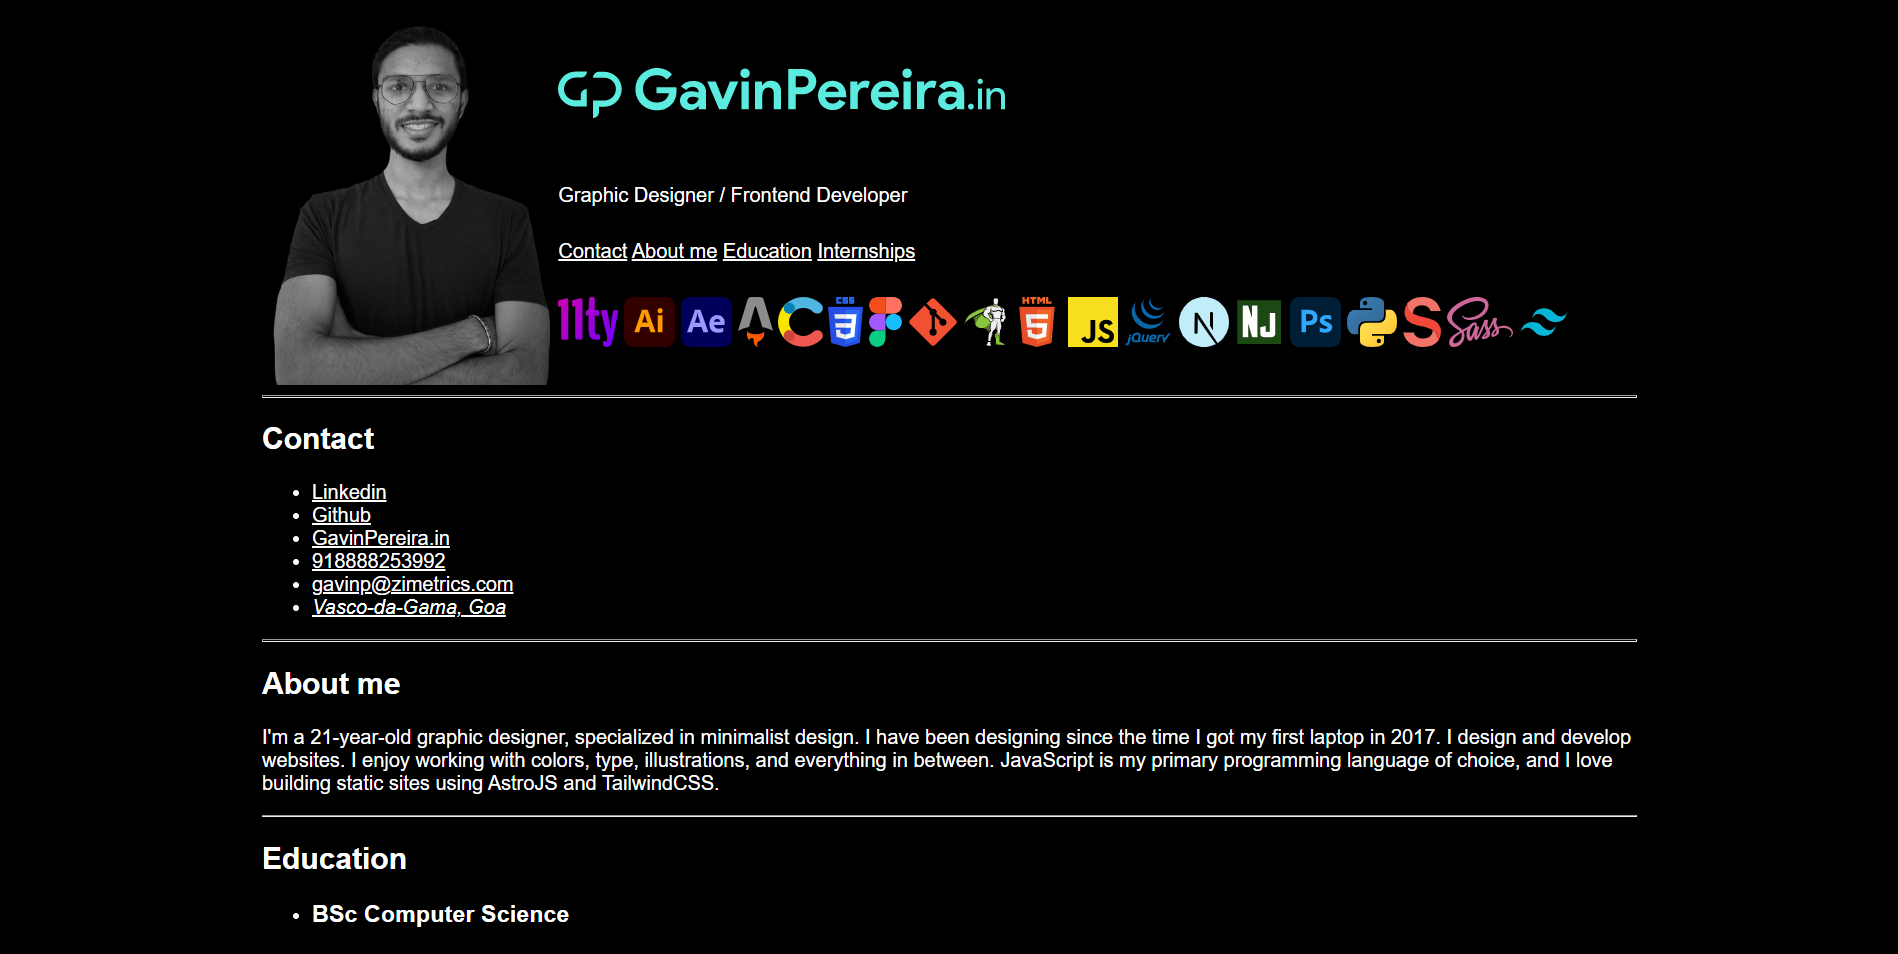 GP GavinPereira.in
Graphic Designer / Frontend Developer
Contact About me Education Internships
11ty Ai Ae CSS 3 HTML 5 JS jQuery N NJ Ps S Sass
Contact
Linkedin
Github
GavinPereira.in
918888253992
gavinp@zimetrics.com
Vasco-da-Gama, Goa
About me
I'm a 21-year-old graphic designer, specialized in minimalist design. I have been designing since the time I got my first laptop in 2017. I design and develop
websites. I enjoy working with colors, type, illustrations, and everything in between. JavaScript is my primary programming language of choice, and I love
building static sites using AstroJS and TailwindCSS.
Education
BSc Computer Science